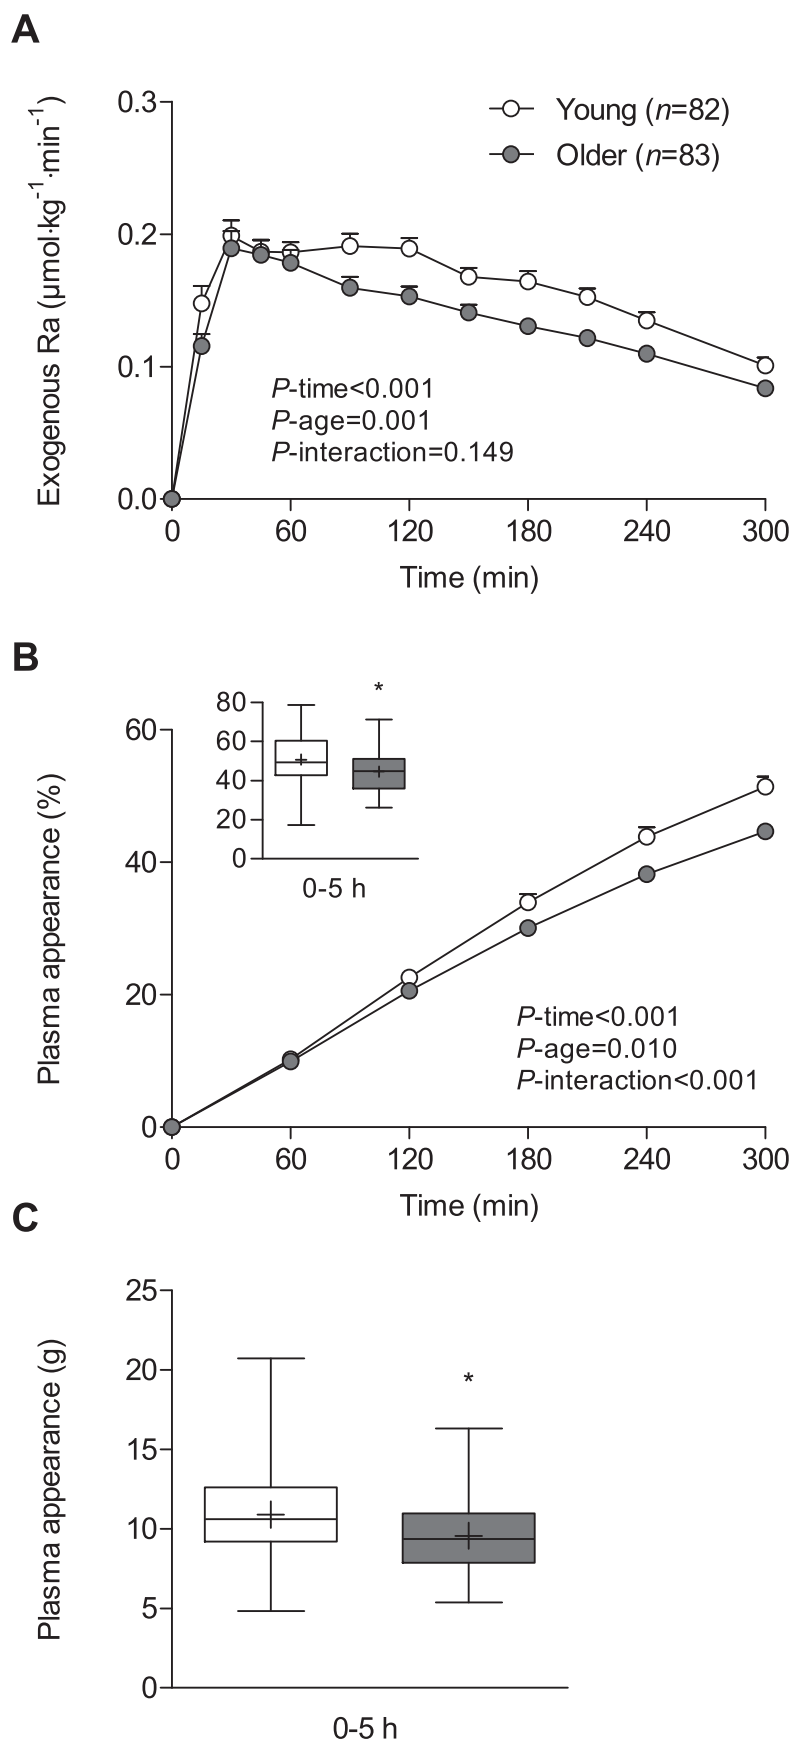 A
Exogenous Ra (µmol·kg⁻¹·min⁻¹)
0.3
0.2
0.1
0.0
Young (n=82)
Older (n=83)
P-time<0.001
P-age=0.001
P-interaction=0.149
0 60 120 180 240 300
Time (min)
B
Plasma appearance (%)
60
40
20
0
80
60
40
20
0
*
0-5 h
P-time<0.001
P-age=0.010
P-interaction<0.001
0 60 120 180 240 300
Time (min)
C
Plasma appearance (g)
25
20
15
10
5
0
*
0-5 h